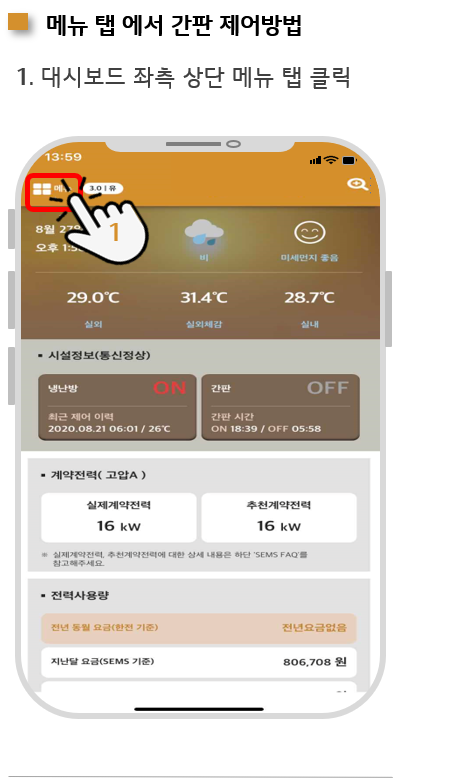 메뉴 탭 에서 간판 제어방법
1. 대시보드 좌측 상단 메뉴 탭 클릭
13:59
3.0 | 유
8월 27
오후 1:5
1
비
미세먼지 좋음
29.0℃
31.4℃
28.7℃
실외
실외체감
실내
▪ 시설정보(통신정상)
냉난방 ON
간판 OFF
최근 제어 이력
간판 시간
2020.08.21 06:01 / 26℃
ON 18:39 / OFF 05:58
▪ 계약전력( 고압A )
실제계약전력
추천계약전력
16 kW
16 kW
※ 실제계약전력, 추천계약전력에 대한 상세 내용은 하단 'SEMS FAQ'를
참고해주세요.
▪ 전력사용량
전년 동월 요금(한전 기준) 전년요금없음
지난달 요금(SEMS 기준) 806,708 원